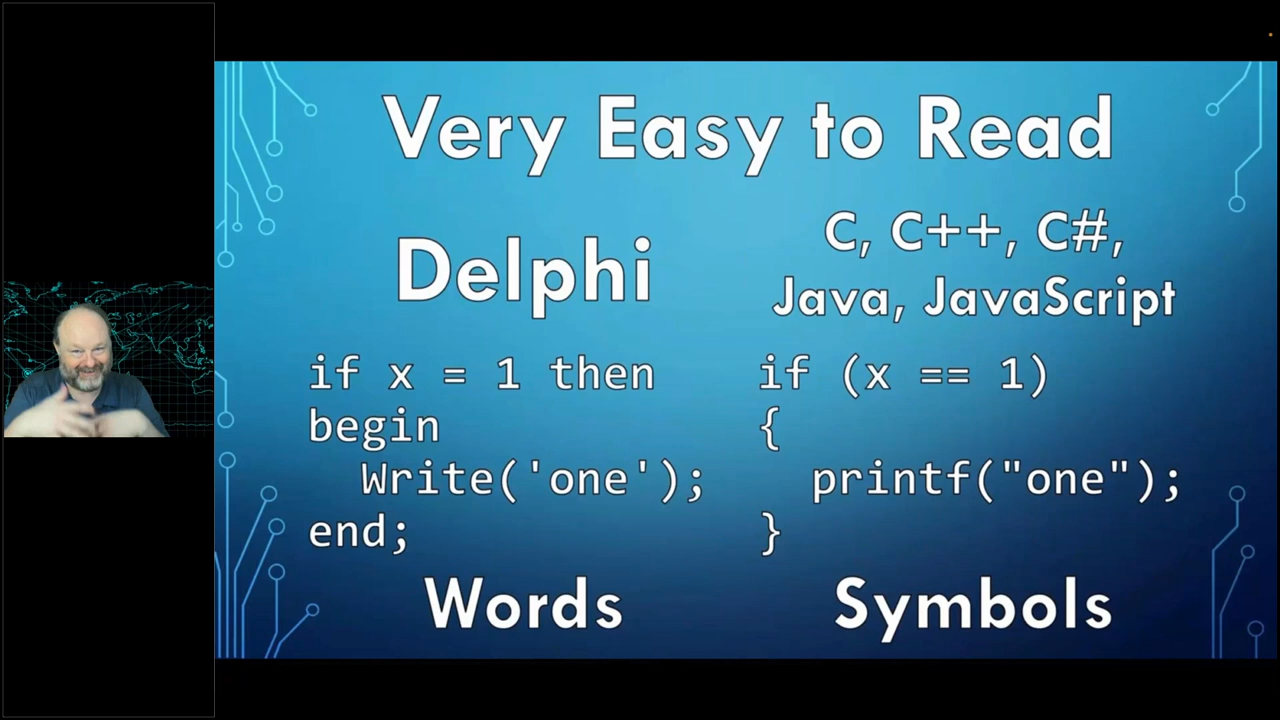 Very Easy to Read
Delphi
if x = 1 then
begin
  Write('one');
end;
Words
C, C++, C#,
Java, JavaScript
if (x == 1)
{
  printf("one");
}
Symbols